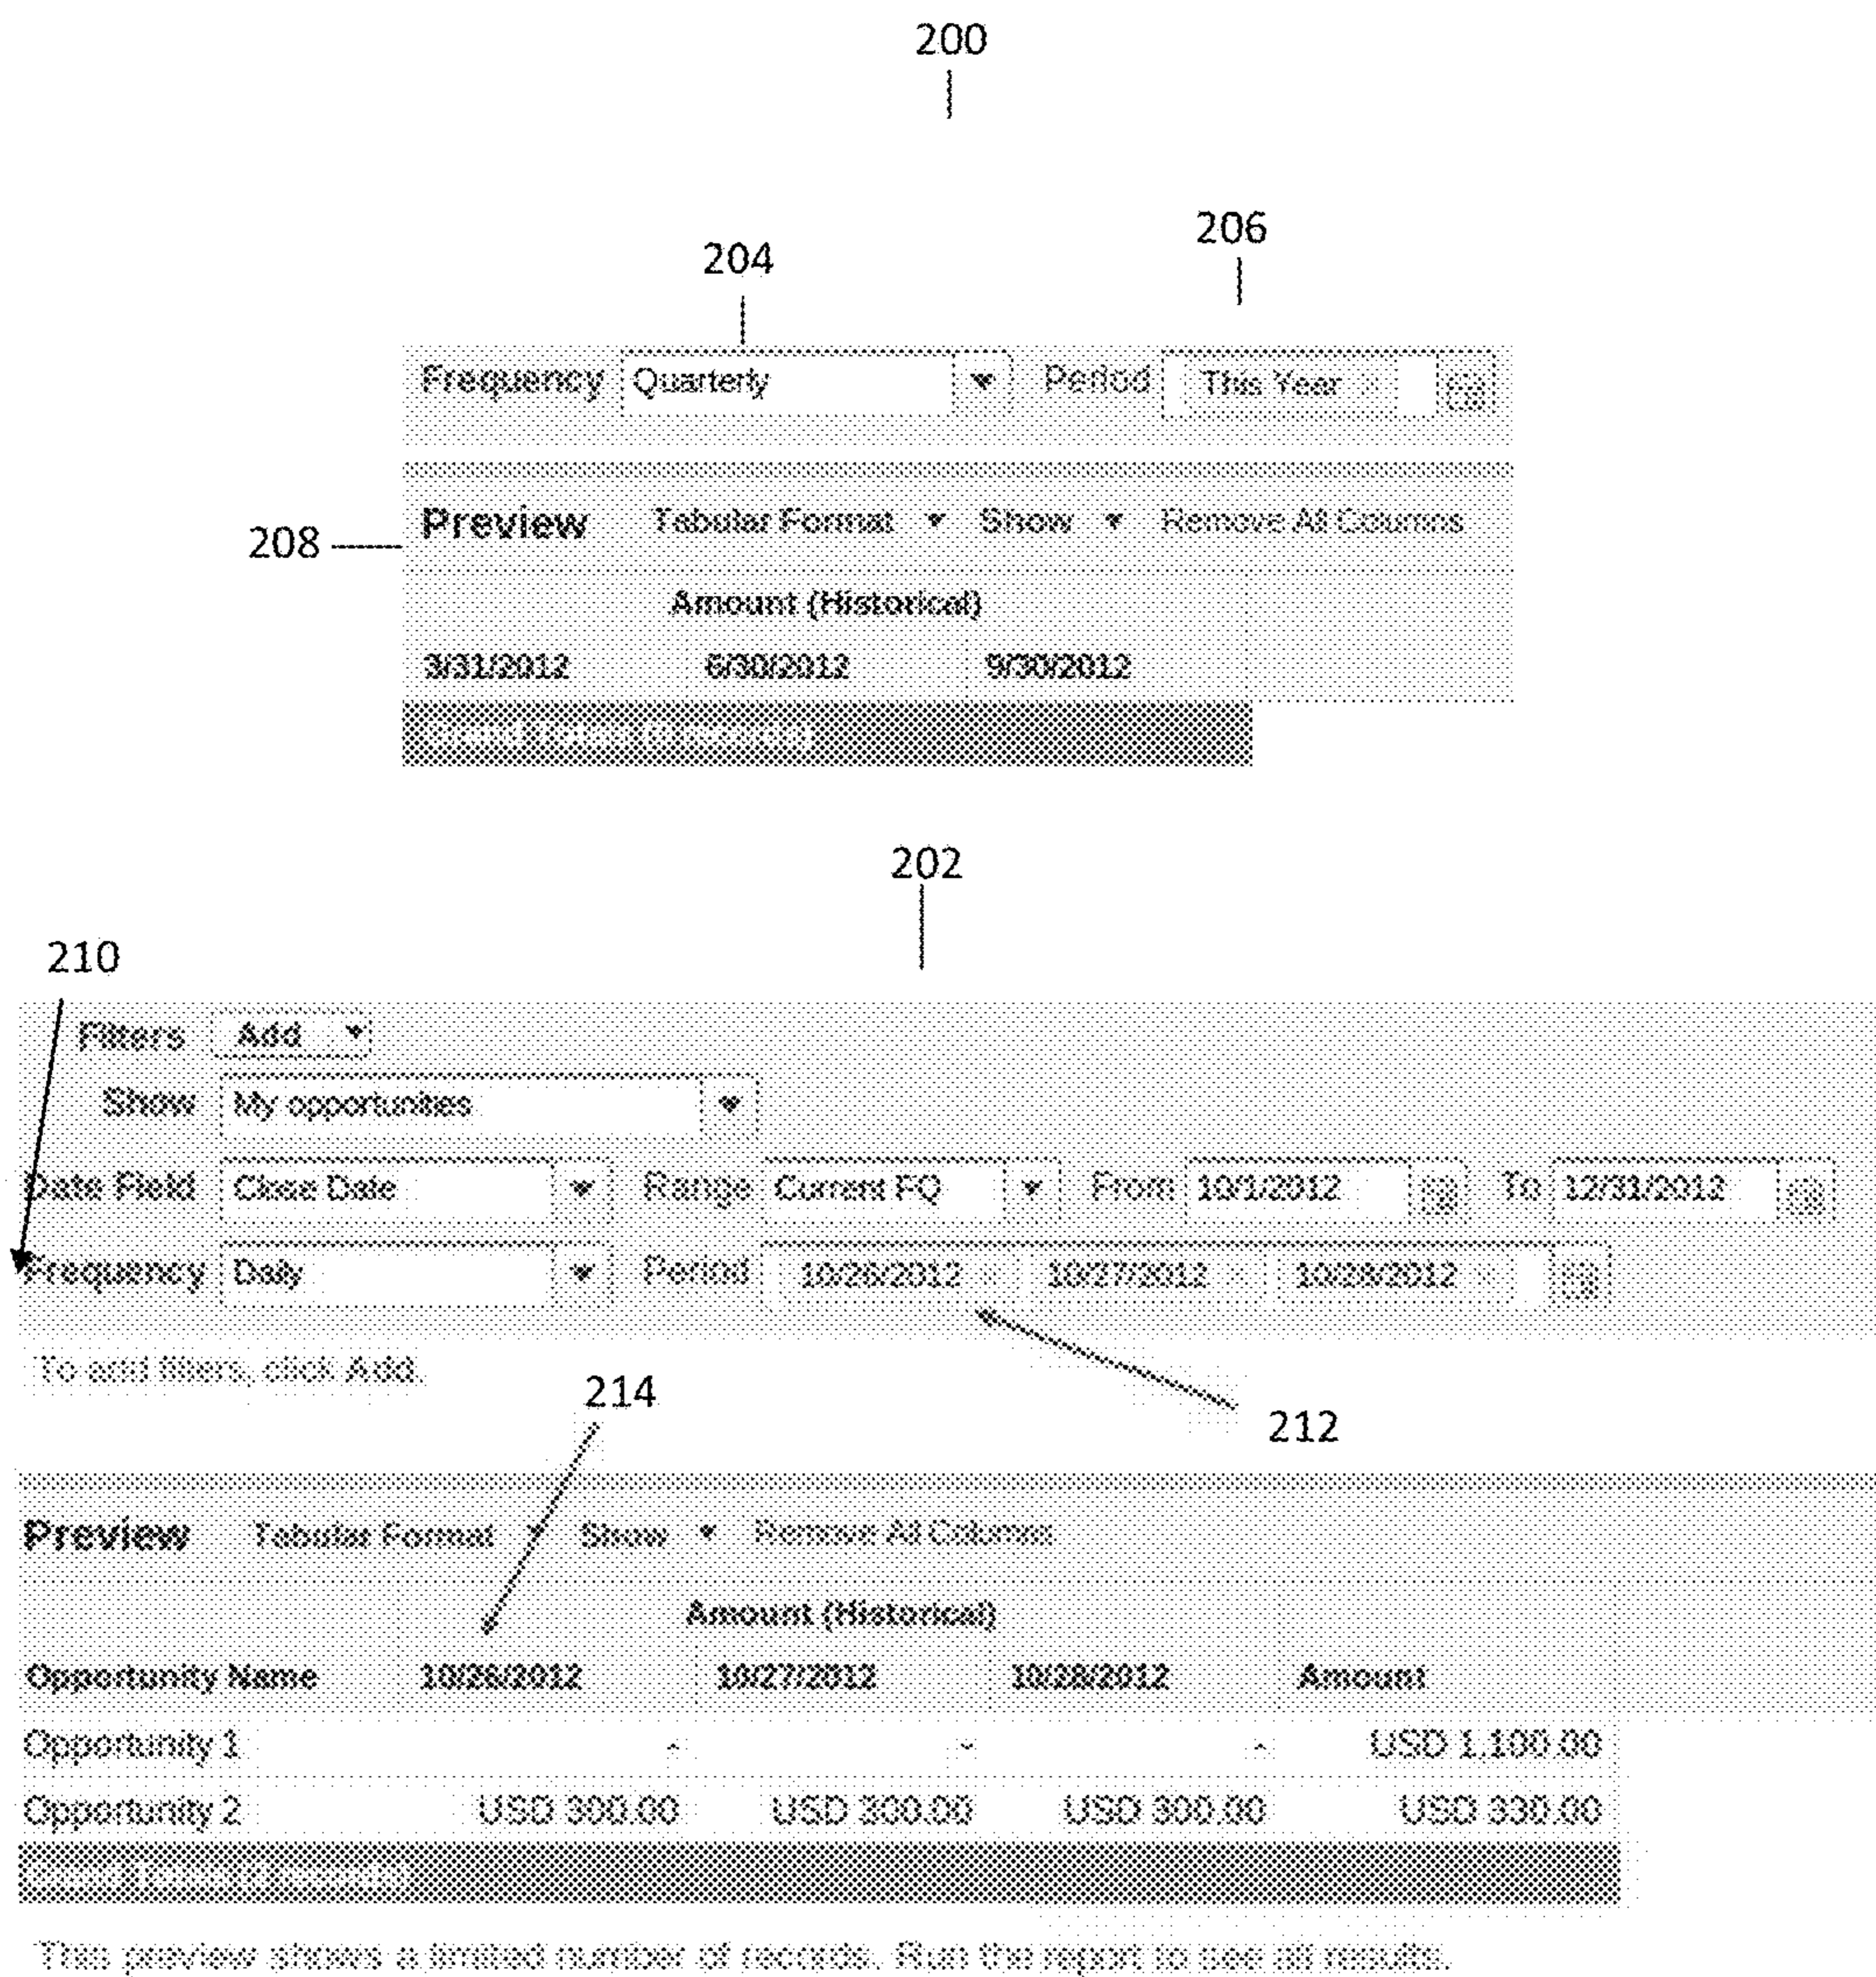 200
206
204
Frequency Quarterly Period This Year
208
Preview Tabular Format Show Remove All Columns
Amount (Historical)
3/31/2012 6/30/2012 9/30/2012
202
210
Filters Add
Show My opportunities
Date Field Close Date Range Current FQ From 10/1/2012 To 12/31/2012
Frequency Daily Period 10/26/2012 10/27/2012 10/28/2012
To add filters, click Add.
214
212
Preview Tabular Format Show Remove All Columns
Amount (Historical)
Opportunity Name 10/26/2012 10/27/2012 10/28/2012 Amount
Opportunity 1 - - - USD 1,100.00
Opportunity 2 USD 300.00 USD 300.00 USD 300.00 USD 330.00
This preview shows a limited number of records. Run the report to see all results.